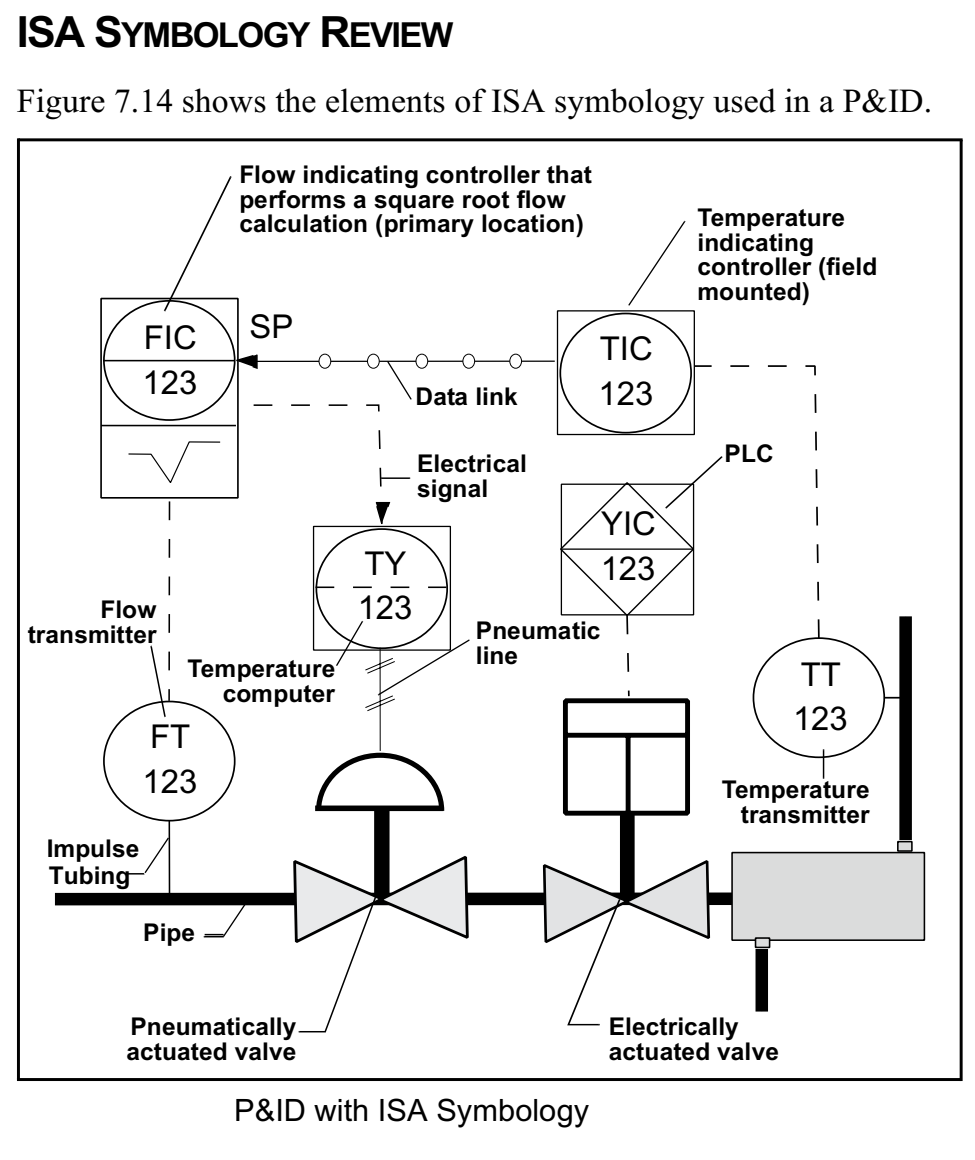 ISA SYMBOLOGY REVIEW
Figure 7.14 shows the elements of ISA symbology used in a P&ID.
Flow indicating controller that
performs a square root flow
calculation (primary location)
Temperature
indicating
controller (field
mounted)
FIC
123
SP
TIC
123
Data link
Electrical
signal
PLC
YIC
123
TY
123
Flow
transmitter
Pneumatic
line
Temperature
computer
FT
123
TT
123
Temperature
transmitter
Impulse
Tubing
Pipe
Pneumatically
actuated valve
Electrically
actuated valve
P&ID with ISA Symbology